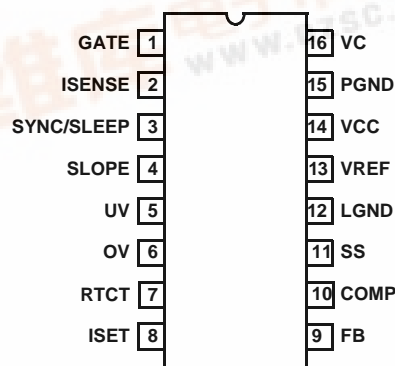 GATE 1 16 VC
ISENSE 2 15 PGND
SYNC/SLEEP 3 14 VCC
SLOPE 4 13 VREF
UV 5 12 LGND
OV 6 11 SS
RTCT 7 10 COMP
ISET 8 9 FB